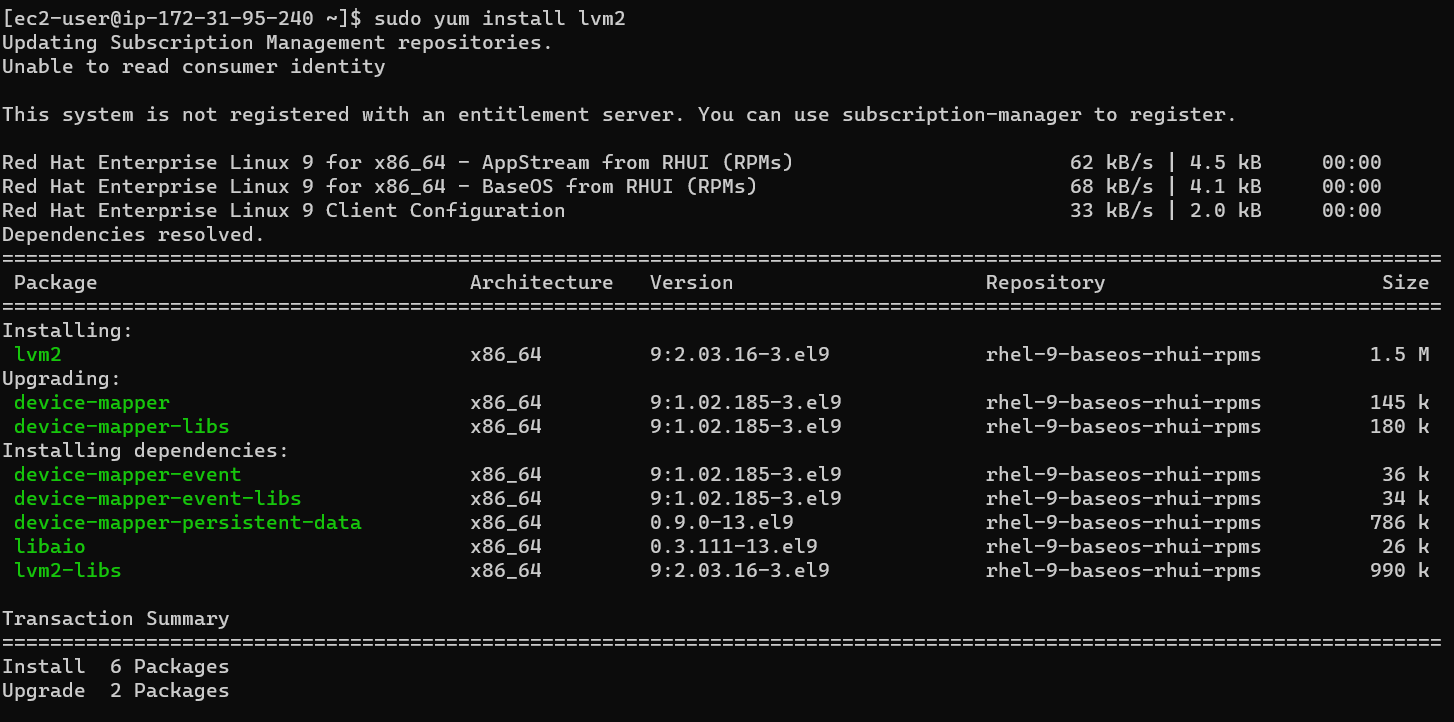 [ec2-user@ip-172-31-95-240 ~]$ sudo yum install lvm2
Updating Subscription Management repositories.
Unable to read consumer identity
This system is not registered with an entitlement server. You can use subscription-manager to register.
Red Hat Enterprise Linux 9 for x86_64 - AppStream from RHUI (RPMs) 62 kB/s | 4.5 kB 00:00
Red Hat Enterprise Linux 9 for x86_64 - BaseOS from RHUI (RPMs) 68 kB/s | 4.1 kB 00:00
Red Hat Enterprise Linux 9 Client Configuration 33 kB/s | 2.0 kB 00:00
Dependencies resolved.
========================================================================================================================
Package Architecture Version Repository Size
========================================================================================================================
Installing:
lvm2 x86_64 9:2.03.16-3.el9 rhel-9-baseos-rhui-rpms 1.5 M
Upgrading:
device-mapper x86_64 9:1.02.185-3.el9 rhel-9-baseos-rhui-rpms 145 k
device-mapper-libs x86_64 9:1.02.185-3.el9 rhel-9-baseos-rhui-rpms 180 k
Installing dependencies:
device-mapper-event x86_64 9:1.02.185-3.el9 rhel-9-baseos-rhui-rpms 36 k
device-mapper-event-libs x86_64 9:1.02.185-3.el9 rhel-9-baseos-rhui-rpms 34 k
device-mapper-persistent-data x86_64 0.9.0-13.el9 rhel-9-baseos-rhui-rpms 786 k
libaio x86_64 0.3.111-13.el9 rhel-9-baseos-rhui-rpms 26 k
lvm2-libs x86_64 9:2.03.16-3.el9 rhel-9-baseos-rhui-rpms 990 k
Transaction Summary
========================================================================================================================
Install 6 Packages
Upgrade 2 Packages